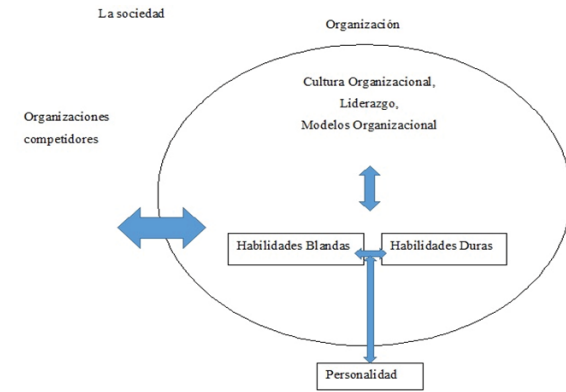 La sociedad
Organización
Cultura Organizacional,
Liderazgo,
Modelos Organizacional
Organizaciones
competidores
Habilidades Blandas
Habilidades Duras
Personalidad